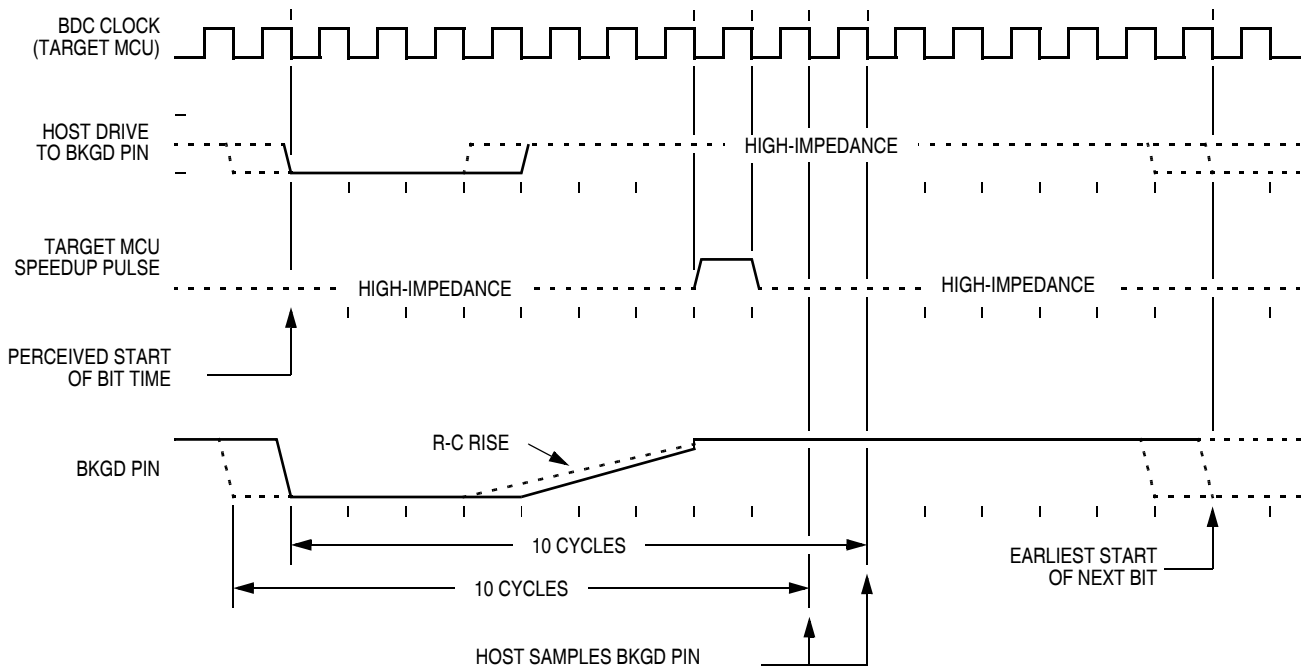 BDC CLOCK
(TARGET MCU)
HOST DRIVE
TO BKGD PIN
HIGH-IMPEDANCE
TARGET MCU
SPEEDUP PULSE
HIGH-IMPEDANCE
HIGH-IMPEDANCE
PERCEIVED START
OF BIT TIME
R-C RISE
BKGD PIN
10 CYCLES
EARLIEST START
OF NEXT BIT
10 CYCLES
HOST SAMPLES BKGD PIN